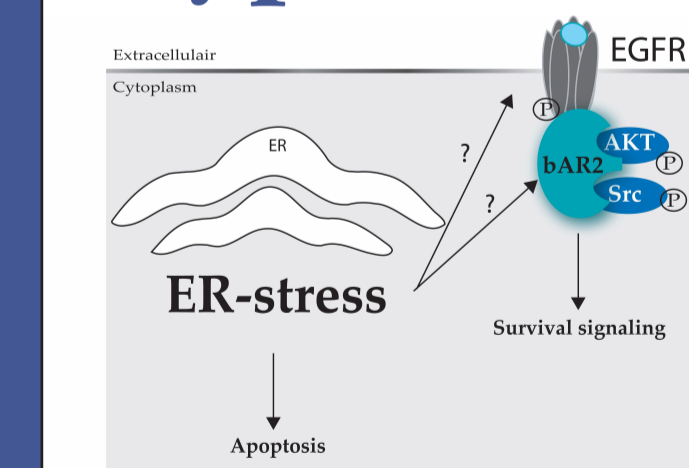 Extracellulair
EGFR
Cytoplasm
P
ER
?
AKT
bAR2
P
?
Src
P
ER-stress
Survival signaling
Apoptosis